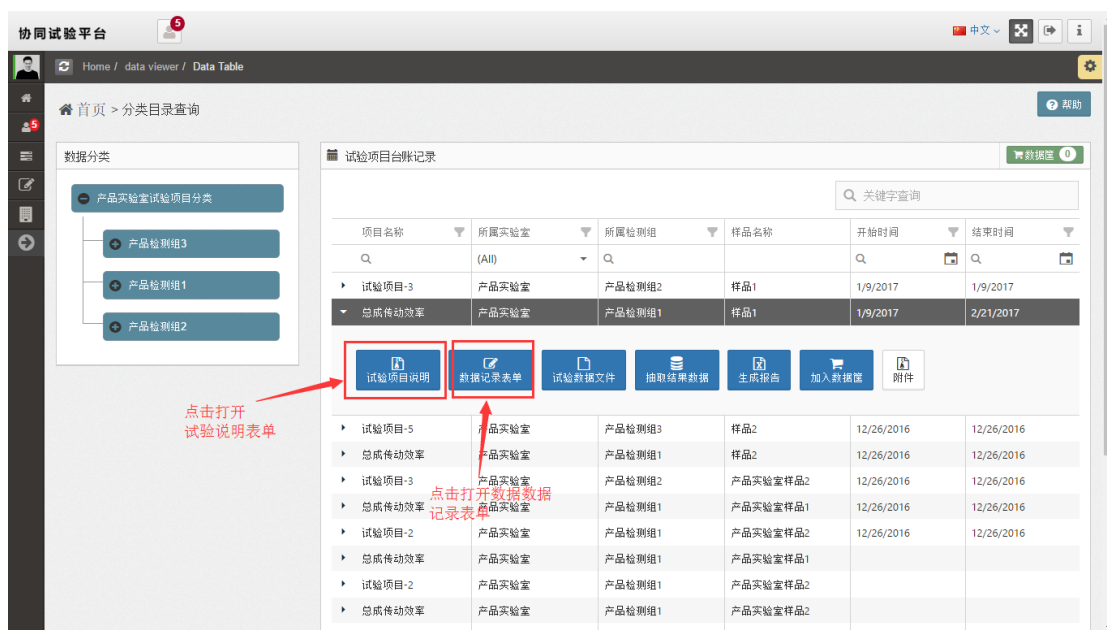 协同试验平台
5
中文
i
Home / data viewer / Data Table
首页 > 分类目录查询
帮助
5
数据分类
产品实验室试验项目分类
产品检测组3
产品检测组1
产品检测组2
试验项目台账记录
数据筐 0
关键字查询
项目名称 所属实验室 所属检测组 样品名称 开始时间 结束时间
(All)
试验项目-3 产品实验室 产品检测组2 样品1 1/9/2017 1/9/2017
总成传动效率 产品实验室 产品检测组1 样品1 1/9/2017 2/21/2017
试验项目说明 数据记录表单 试验数据文件 抽取结果数据 生成报告 加入数据筐 附件
点击打开
试验说明表单
试验项目-5 产品实验室 产品检测组3 样品2 12/26/2016 12/26/2016
总成传动效率 产品实验室 产品检测组1 样品2 12/26/2016 12/26/2016
试验项目-3 产品实验室 产品检测组2 产品实验室样品2 12/26/2016 12/26/2016
点击打开数据数据
记录表单
总成传动效率 产品实验室 产品检测组1 产品实验室样品1 12/26/2016 12/26/2016
试验项目-2 产品实验室 产品检测组1 产品实验室样品2 12/26/2016 12/26/2016
总成传动效率 产品实验室 产品检测组1 产品实验室样品1
试验项目-2 产品实验室 产品检测组1 产品实验室样品2
总成传动效率 产品实验室 产品检测组1 产品实验室样品2